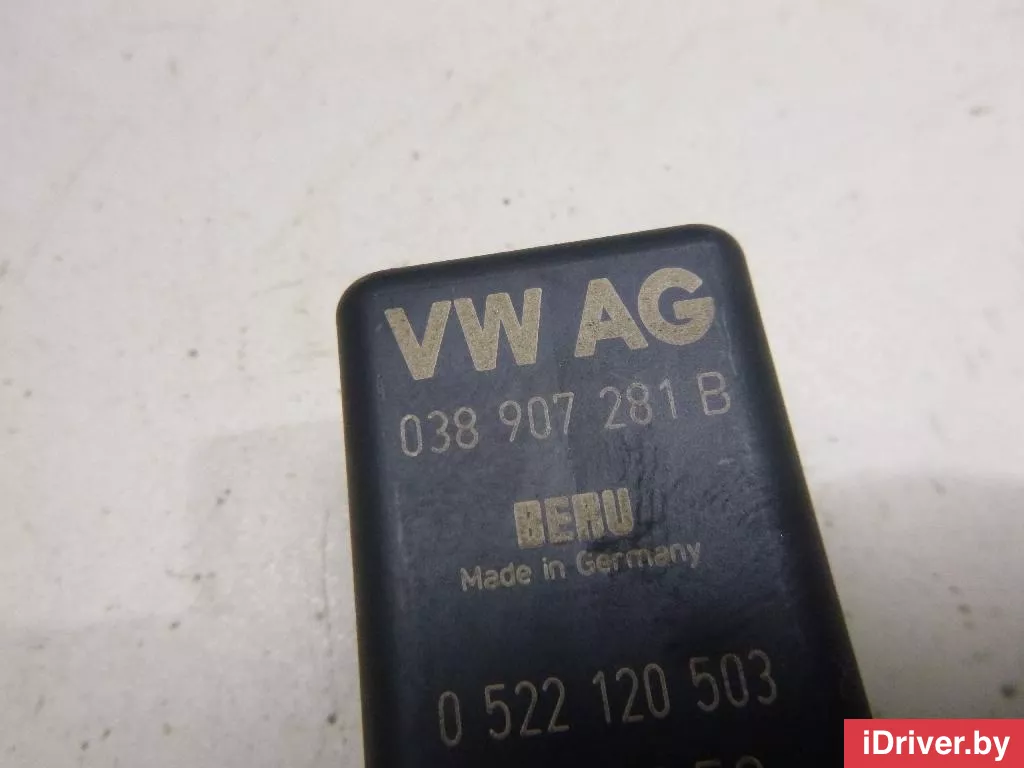 VW AG
038 907 281 B
BERU
Made in Germany
0 522 120 503
iDriver.by